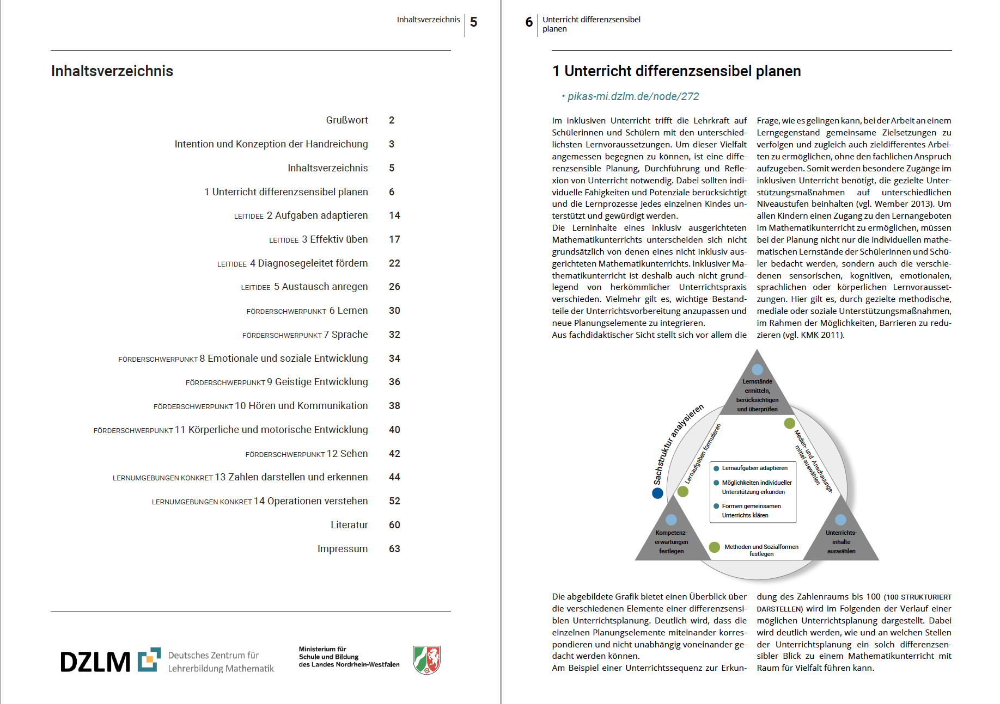 Inhaltsverzeichnis 5
Inhaltsverzeichnis
Grußwort 2
Intention und Konzeption der Handreichung 3
Inhaltsverzeichnis 5
1 Unterricht differenzsensibel planen 6
LEITIDEE 2 Aufgaben adaptieren 14
LEITIDEE 3 Effektiv üben 17
LEITIDEE 4 Diagnosegeleitet fördern 22
LEITIDEE 5 Austausch anregen 26
FÖRDERSCHWERPUNKT 6 Lernen 30
FÖRDERSCHWERPUNKT 7 Sprache 32
FÖRDERSCHWERPUNKT 8 Emotionale und soziale Entwicklung 34
FÖRDERSCHWERPUNKT 9 Geistige Entwicklung 36
FÖRDERSCHWERPUNKT 10 Hören und Kommunikation 38
FÖRDERSCHWERPUNKT 11 Körperliche und motorische Entwicklung 40
FÖRDERSCHWERPUNKT 12 Sehen 42
LERNUMGEBUNGEN KONKRET 13 Zahlen darstellen und erkennen 44
LERNUMGEBUNGEN KONKRET 14 Operationen verstehen 52
Literatur 60
Impressum 63
DZLM
Deutsches Zentrum für
Lehrerbildung Mathematik
Ministerium für
Schule und Bildung
des Landes Nordrhein-Westfalen
6 Unterricht differenzsensibel
planen
1 Unterricht differenzsensibel planen
• pikas-mi.dzlm.de/node/272
Im inklusiven Unterricht trifft die Lehrkraft auf
Schülerinnen und Schülern mit den unterschied-
lichsten Lernvoraussetzungen. Um dieser Vielfalt
angemessen begegnen zu können, ist eine diffe-
renzsensible Planung, Durchführung und Refle-
xion von Unterricht notwendig. Dabei sollten indi-
viduelle Fähigkeiten und Potenziale berücksichtigt
und die Lernprozesse jedes einzelnen Kindes un-
terstützt und gewürdigt werden.
Die Lerninhalte eines inklusiv ausgerichteten
Mathematikunterrichts unterscheiden sich nicht
grundsätzlich von denen eines nicht inklusiv aus-
gerichteten Mathematikunterrichts. Inklusiver Ma-
thematikunterricht ist deshalb auch nicht grund-
legend von herkömmlicher Unterrichtspraxis
verschieden. Vielmehr gilt es, wichtige Bestand-
teile der Unterrichtsvorbereitung anzupassen und
neue Planungselemente zu integrieren.
Aus fachdidaktischer Sicht stellt sich vor allem die
Frage, wie es gelingen kann, bei der Arbeit an einem
Lerngegenstand gemeinsame Zielsetzungen zu
verfolgen und zugleich auch zieldifferentes Arbei-
ten zu ermöglichen, ohne den fachlichen Anspruch
aufzugeben. Somit werden besondere Zugänge im
inklusiven Unterricht benötigt, die gezielte Unter-
stützungsmaßnahmen auf unterschiedlichen
Niveaustufen beinhalten (vgl. Wember 2013). Um
allen Kindern einen Zugang zu den Lernangeboten
im Mathematikunterricht zu ermöglichen, müssen
bei der Planung nicht nur die individuellen mathe-
matischen Lernstände der Schülerinnen und Schü-
ler bedacht werden, sondern auch die verschie-
denen sensorischen, kognitiven, emotionalen,
sprachlichen oder körperlichen Lernvorausset-
zungen. Hier gilt es, durch gezielte methodische,
mediale oder soziale Unterstützungsmaßnahmen,
im Rahmen der Möglichkeiten, Barrieren zu redu-
zieren (vgl. KMK 2011).
Lernstände
ermitteln,
berücksichtigen
und überprüfen
Sachstruktur analysieren
Lernaufgaben formulieren
Medien- und Anschauungs-
mittel auswählen
Lernaufgaben adaptieren
Möglichkeiten individueller
Unterstützung erkunden
Formen gemeinsamen
Unterrichts klären
Kompetenz-
erwartungen
festlegen
Methoden und Sozialformen
festlegen
Unterrichts-
inhalte
auswählen
Die abgebildete Grafik bietet einen Überblick über
die verschiedenen Elemente einer differenzsensi-
blen Unterrichtsplanung. Deutlich wird, dass die
einzelnen Planungselemente miteinander korres-
pondieren und nicht unabhängig voneinander ge-
dacht werden können.
Am Beispiel einer Unterrichtssequenz zur Erkun-
dung des Zahlenraums bis 100 (100 STRUKTURIERT
DARSTELLEN) wird im Folgenden der Verlauf einer
möglichen Unterrichtsplanung dargestellt. Dabei
wird deutlich werden, wie und an welchen Stellen
der Unterrichtsplanung ein solch differenzsen-
sibler Blick zu einem Mathematikunterricht mit
Raum für Vielfalt führen kann.